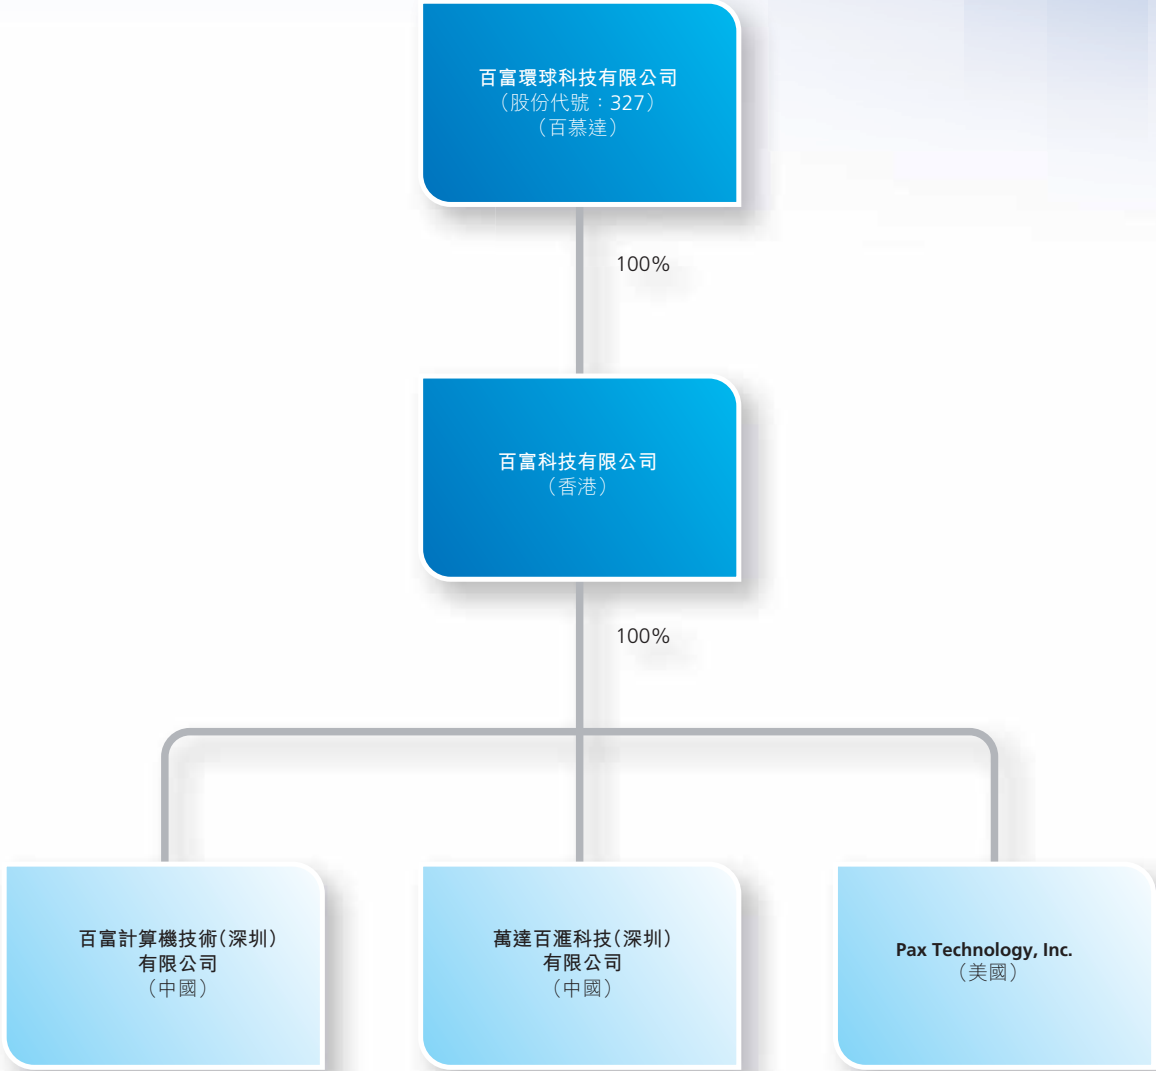 百富環球科技有限公司
（股份代號：327）
（百慕達）
100%
百富科技有限公司
（香港）
100%
百富計算機技術(深圳)
有限公司
（中國）
萬達百滙科技(深圳)
有限公司
（中國）
Pax Technology, Inc.
（美國）